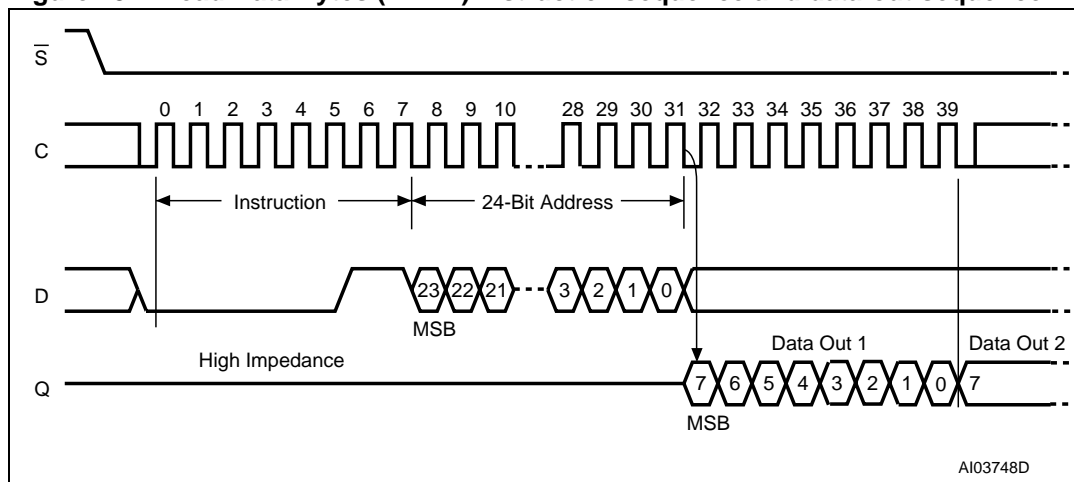 S
0 1 2 3 4 5 6 7 8 9 10 28 29 30 31 32 33 34 35 36 37 38 39
C
Instruction 24-Bit Address
D 23 22 21 3 2 1 0
MSB
High Impedance Data Out 1 Data Out 2
Q 7 6 5 4 3 2 1 0 7
MSB
AI03748D